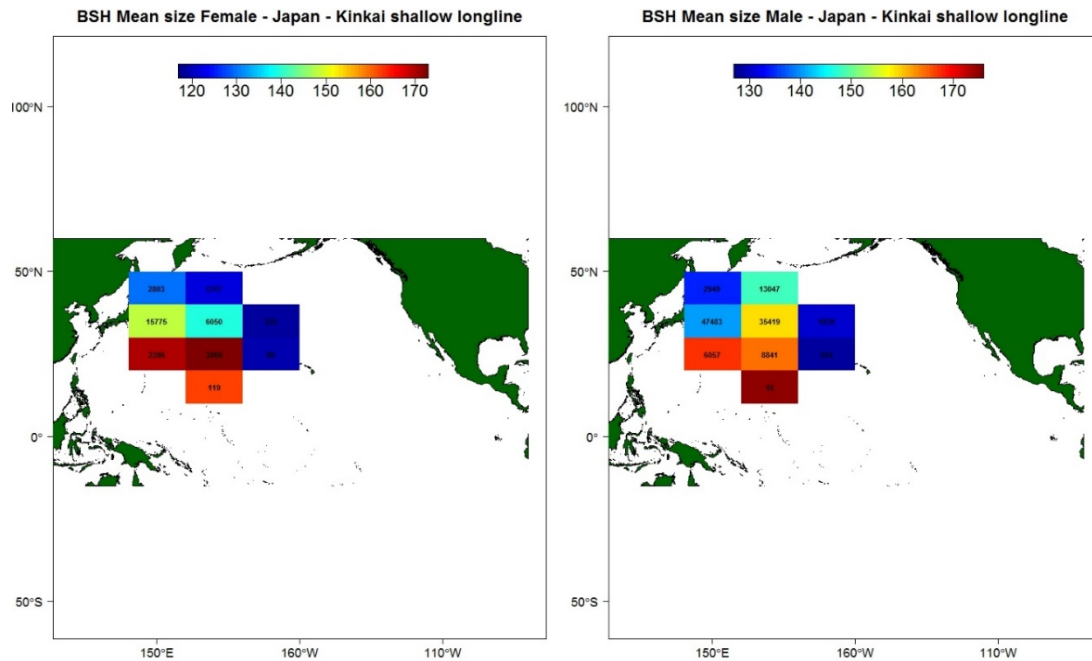 BSH Mean size Female - Japan - Kinkai shallow longline
120 130 140 150 160 170
100°N
50°N
2883
15775 6050
119
0°
50°S
150°E 160°W 110°W
BSH Mean size Male - Japan - Kinkai shallow longline
130 140 150 160 170
100°N
50°N
13047
47483 35419
6057 8841
0°
50°S
150°E 160°W 110°W